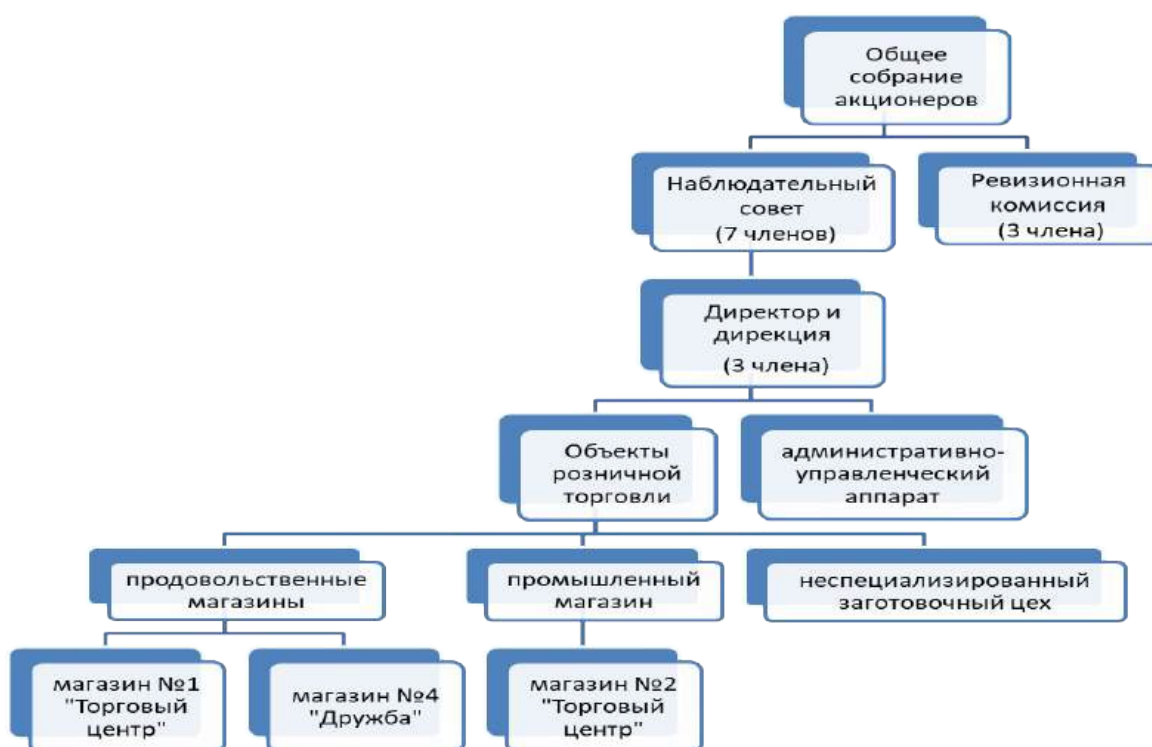 Общее
собрание
акционеров
Наблюдательный
совет
(7 членов)
Ревизионная
комиссия
(3 члена)
Директор и
дирекция
(3 члена)
Объекты
розничной
торговли
административно-
управленческий
аппарат
продовольственные
магазины
промышленный
магазин
неспециализированный
заготовочный цех
магазин №1
"Торговый
центр"
магазин №4
"Дружба"
магазин №2
"Торговый
центр"